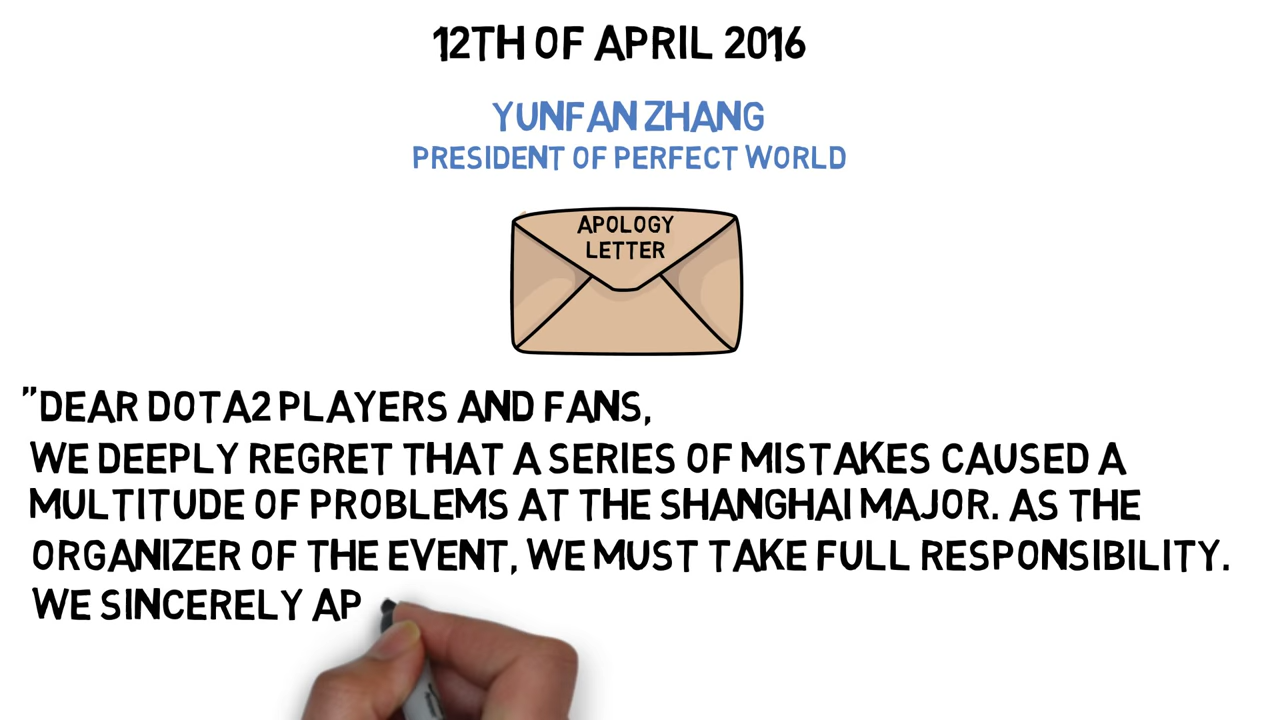 12TH OF APRIL 2016
YUNFAN ZHANG
PRESIDENT OF PERFECT WORLD
APOLOGY
LETTER
"DEAR DOTA2 PLAYERS AND FANS,
WE DEEPLY REGRET THAT A SERIES OF MISTAKES CAUSED A
MULTITUDE OF PROBLEMS AT THE SHANGHAI MAJOR. AS THE
ORGANIZER OF THE EVENT, WE MUST TAKE FULL RESPONSIBILITY.
WE SINCERELY AP